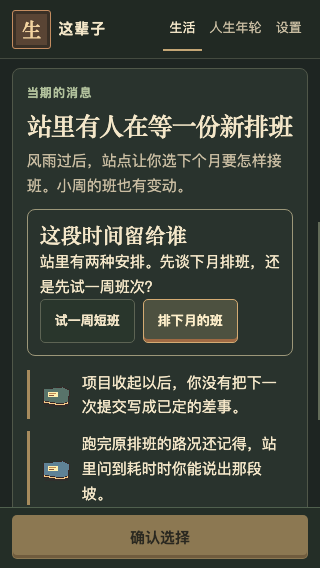 生 这辈子 生活 人生年轮 设置
当期的消息
站里有人在等一份新排班
风雨过后，站点让你选下个月要怎样接
班。小周的班也有变动。
这段时间留给谁
站里有两种安排。先谈下月排班，还
是先试一周班次？
试一周短班 排下月的班
项目收起以后，你没有把下一
次提交写成已定的差事。
跑完原排班的路况还记得，站
里问到耗时时你能说出那段
坡。
确认选择